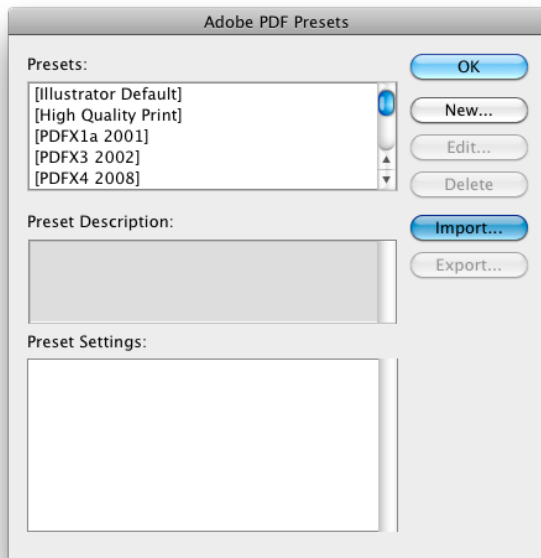 Adobe PDF Presets
Presets:
[Illustrator Default]
[High Quality Print]
[PDFX1a 2001]
[PDFX3 2002]
[PDFX4 2008]
OK
New...
Edit...
Delete
Preset Description:
Import...
Export...
Preset Settings: